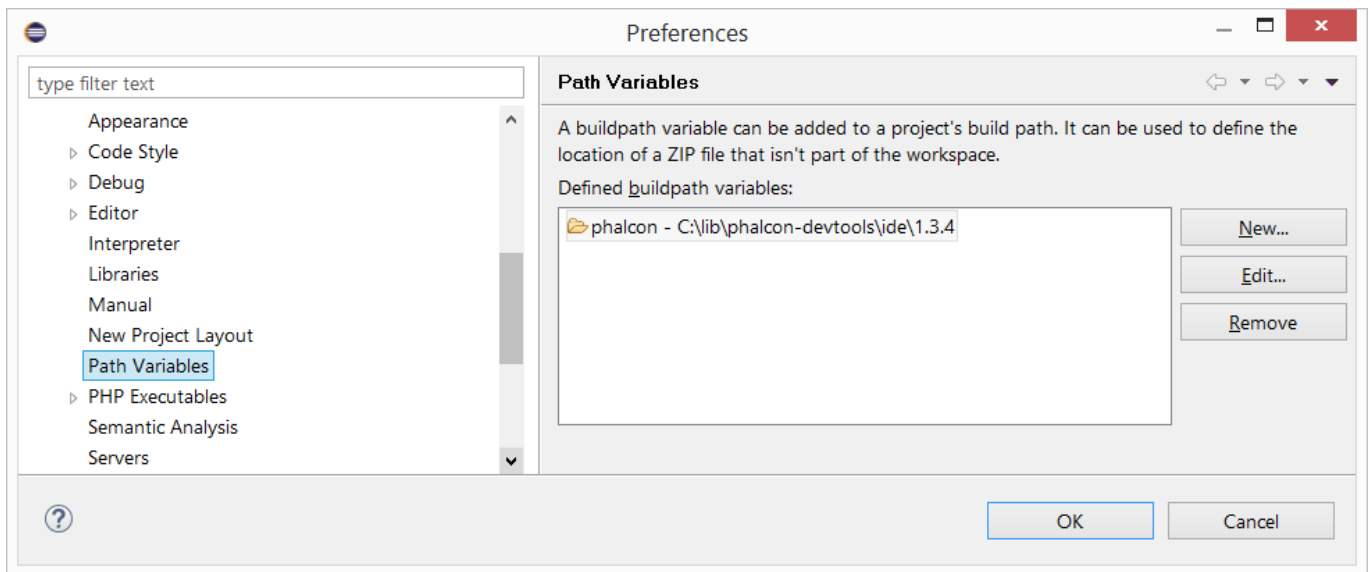 Preferences
type filter text
Appearance
Code Style
Debug
Editor
Interpreter
Libraries
Manual
New Project Layout
Path Variables
PHP Executables
Semantic Analysis
Servers
Path Variables
A buildpath variable can be added to a project's build path. It can be used to define the
location of a ZIP file that isn't part of the workspace.
Defined buildpath variables:
phalcon - C:\lib\phalcon-devtools\ide\1.3.4
New...
Edit...
Remove
OK
Cancel